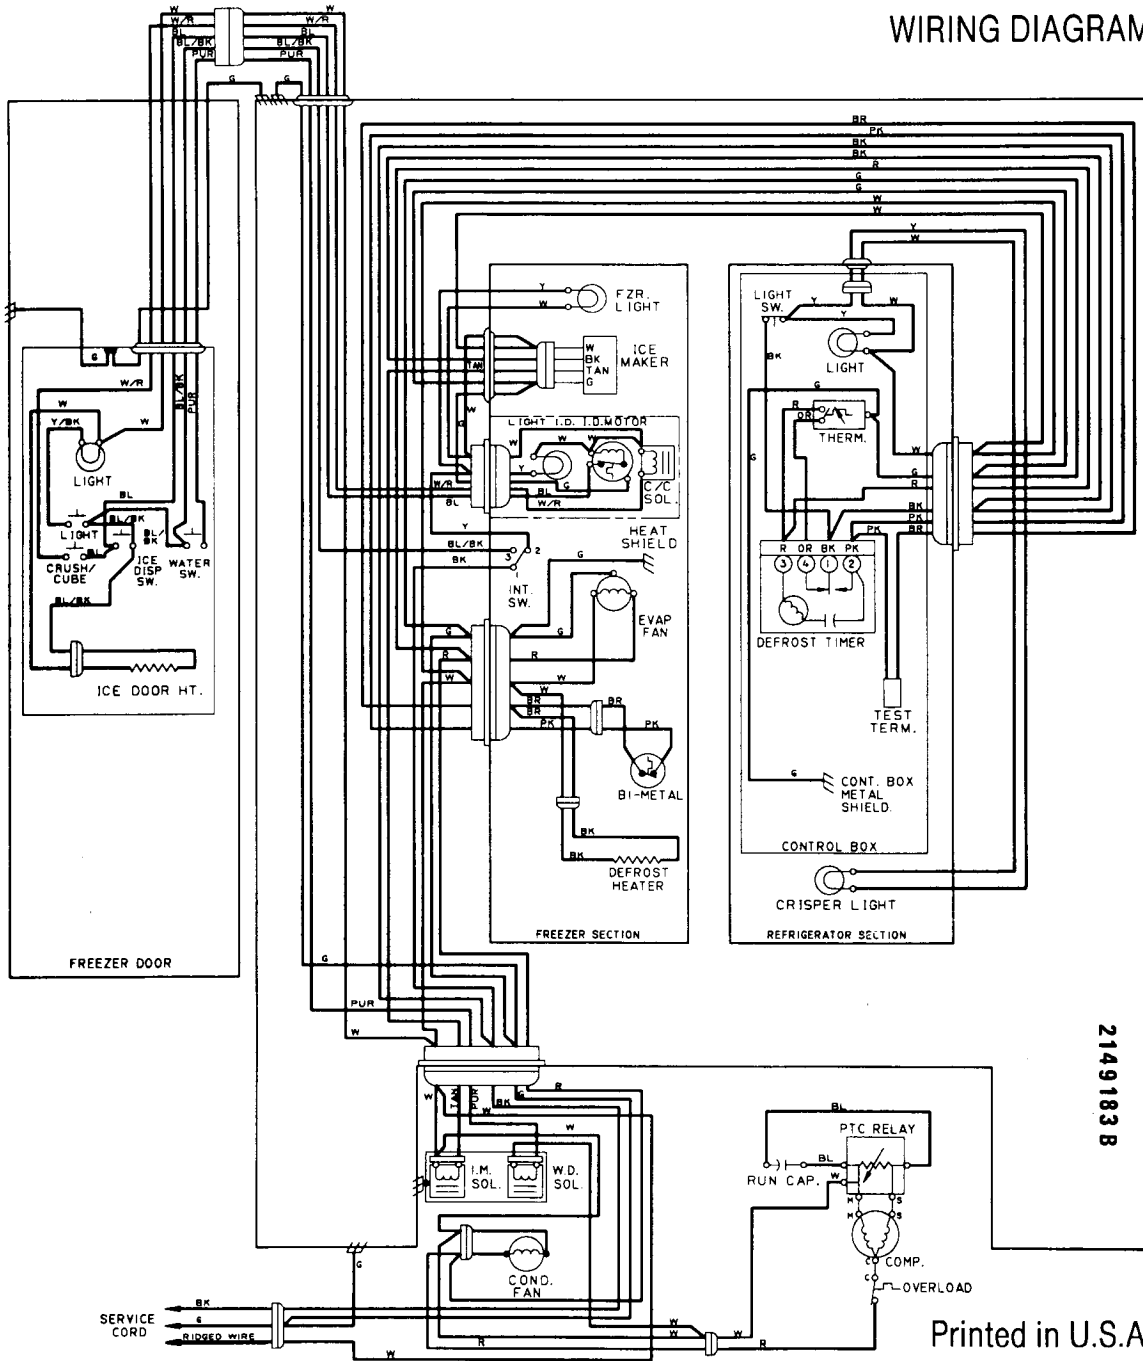 WIRING DIAGRAM
W
W/R
BL
BL/BK
PUR
W
W/R
BL
BL/BK
PUR
G
G
BR
PK
BK
BK
R
G
G
W
W
Y
W
FZR. LIGHT
Y
W
W
BK
TAN
G
ICE MAKER
TAN
W
G
LIGHT I.D. I.D.MOTOR
W
W
W
Y
G
BL
W/R
C/C SOL.
W/R
BL
Y
HEAT SHIELD
G
BL/BK
BK
3
2
1
INT. SW.
G
EVAP FAN
G
R
W
R
W
W
BR
BR
PK
BR
PK
BI-METAL
BK
BK
DEFROST HEATER
FREEZER SECTION
LIGHT SW.
Y
Y
W
LIGHT
BK
G
R
OR
THERM.
G
W
G
R
BK
PK
BR
PK
R OR BK PK
3 4 1 2
DEFROST TIMER
TEST TERM.
G
CONT. BOX METAL SHIELD.
CONTROL BOX
CRISPER LIGHT
REFRIGERATOR SECTION
G
W/R
BL/BK
PUR
W
Y/BK
W
LIGHT
BL
LIGHT
BL/BK
BL/BK
CRUSH/CUBE
BL
ICE DISP SW.
WATER SW.
BL/BK
ICE DOOR HT.
FREEZER DOOR
G
PUR
W
W
TAN
PUR
BK
G
W
R
W
I.M. SOL.
W.D. SOL.
COND. FAN
G
SERVICE CORD
BK
G
RIDGED WIRE
R
W
W
W
W
R
BL
PTC RELAY
BL
W
RUN CAP.
M
S
M
S
C
COMP.
C
OVERLOAD
2149183 B
Printed in U.S.A